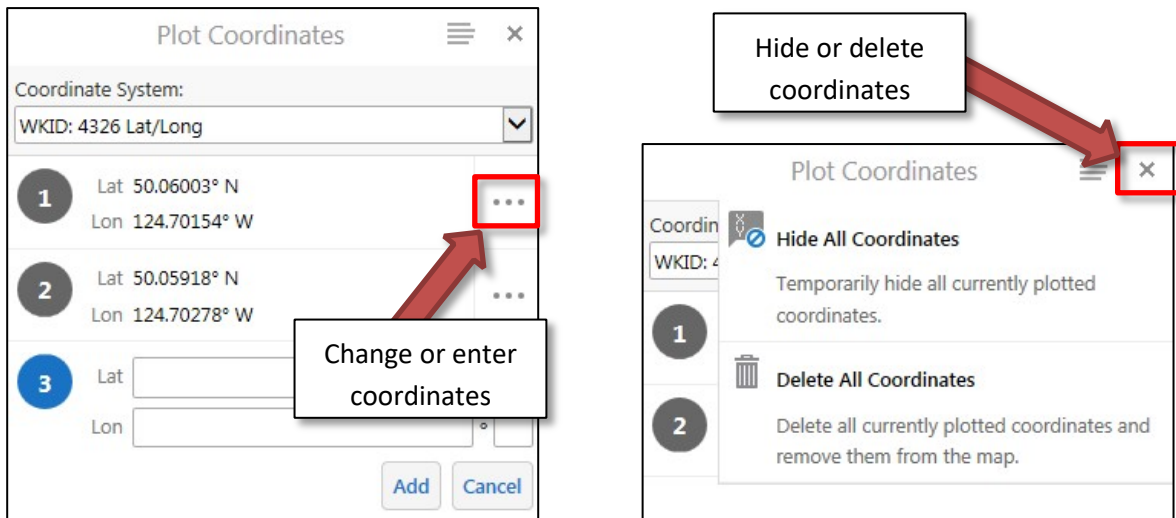 Plot Coordinates
Coordinate System:
WKID: 4326 Lat/Long
1
Lat 50.06003° N
Lon 124.70154° W
2
Lat 50.05918° N
Lon 124.70278° W
3
Lat
Lon
°
Add Cancel
Change or enter
coordinates
Hide or delete
coordinates
Plot Coordinates
Coordin
WKID: 4
1
2
Hide All Coordinates
Temporarily hide all currently plotted
coordinates.
Delete All Coordinates
Delete all currently plotted coordinates and
remove them from the map.